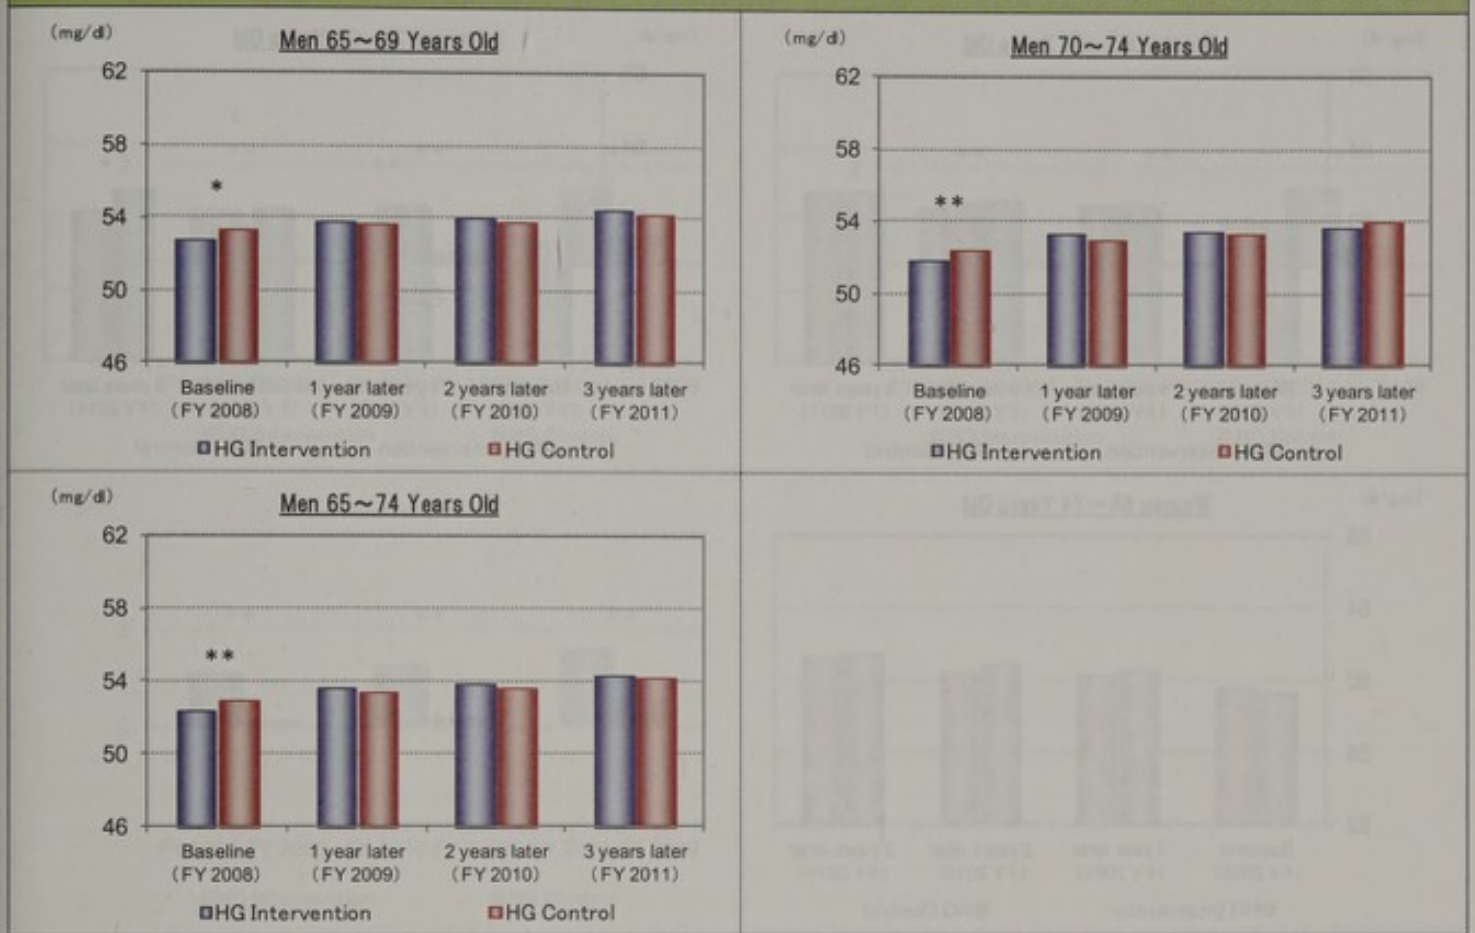 (mg/dl)
Men 65～69 Years Old
62
58
*
54
50
46
Baseline 1 year later 2 years later 3 years later
(FY 2008) (FY 2009) (FY 2010) (FY 2011)
HG Intervention HG Control
(mg/dl)
Men 70～74 Years Old
62
58
**
54
50
46
Baseline 1 year later 2 years later 3 years later
(FY 2008) (FY 2009) (FY 2010) (FY 2011)
HG Intervention HG Control
(mg/dl)
Men 65～74 Years Old
62
58
**
54
50
46
Baseline 1 year later 2 years later 3 years later
(FY 2008) (FY 2009) (FY 2010) (FY 2011)
HG Intervention HG Control